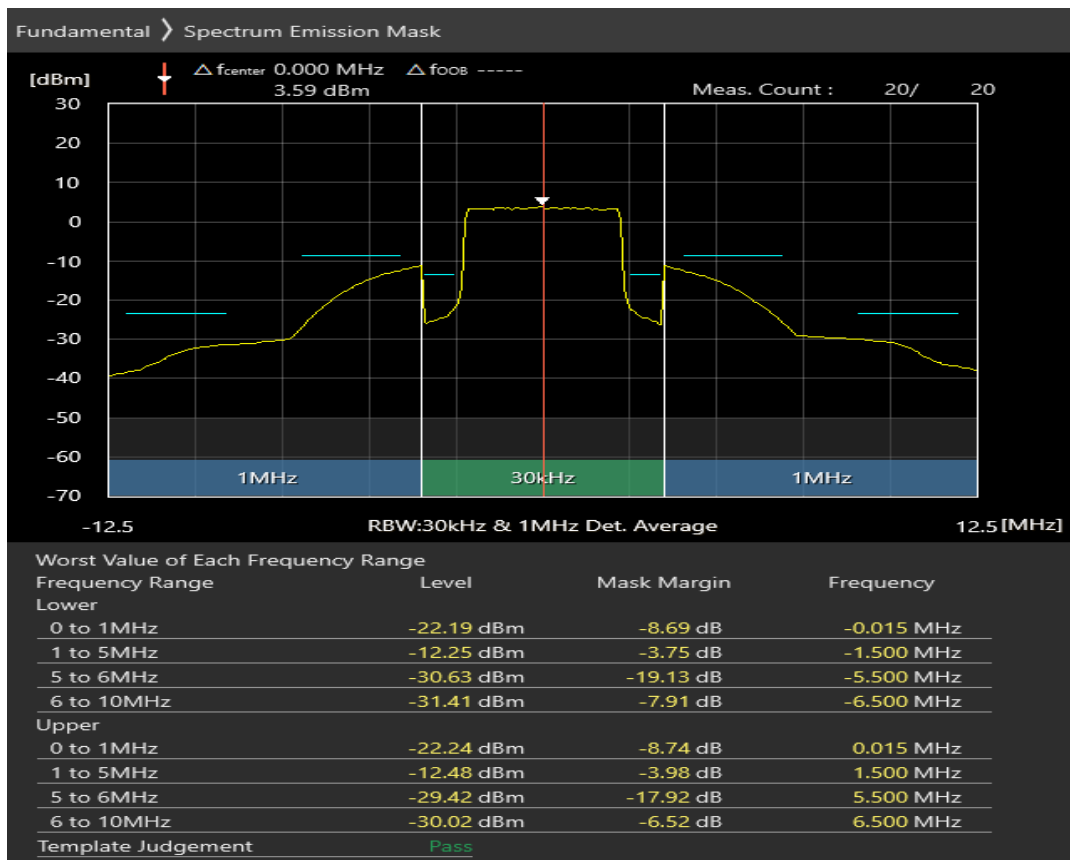 Fundamental ❯ Spectrum Emission Mask
[dBm] △ fcenter 0.000 MHz △ fOOB -----
3.59 dBm Meas. Count : 20/ 20
30
20
10
0
-10
-20
-30
-40
-50
-60
-70
1MHz 30kHz 1MHz
-12.5 RBW:30kHz & 1MHz Det. Average 12.5 [MHz]
Worst Value of Each Frequency Range
Frequency Range Level Mask Margin Frequency
Lower
0 to 1MHz -22.19 dBm -8.69 dB -0.015 MHz
1 to 5MHz -12.25 dBm -3.75 dB -1.500 MHz
5 to 6MHz -30.63 dBm -19.13 dB -5.500 MHz
6 to 10MHz -31.41 dBm -7.91 dB -6.500 MHz
Upper
0 to 1MHz -22.24 dBm -8.74 dB 0.015 MHz
1 to 5MHz -12.48 dBm -3.98 dB 1.500 MHz
5 to 6MHz -29.42 dBm -17.92 dB 5.500 MHz
6 to 10MHz -30.02 dBm -6.52 dB 6.500 MHz
Template Judgement Pass